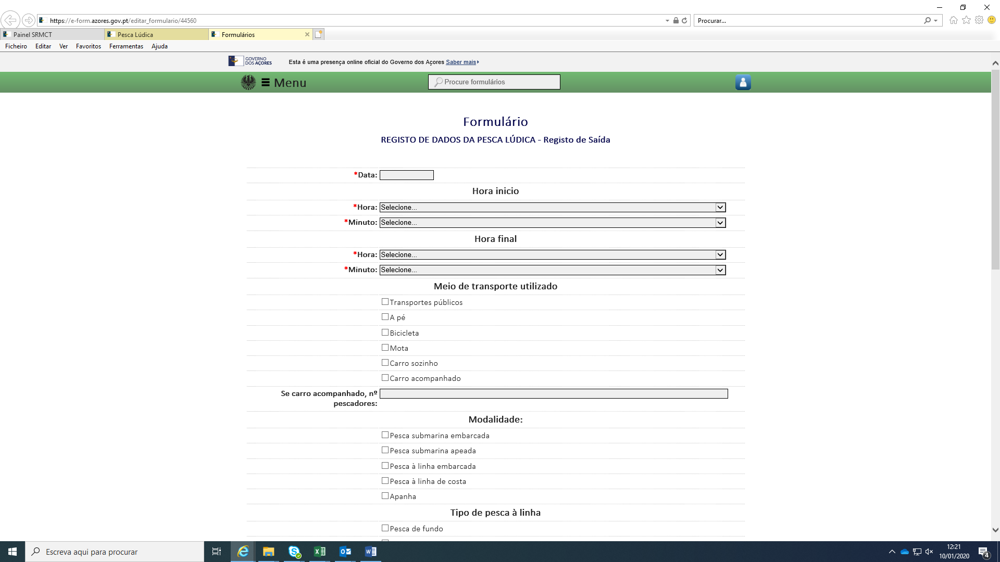 https://e-form.azores.gov.pt/editar_formulario/44560
Procurar...
Painel SRMCT
Pesca Lúdica
Formulários
Ficheiro Editar Ver Favoritos Ferramentas Ajuda
GOVERNO
DOS AÇORES
Esta é uma presença online oficial do Governo dos Açores Saber mais
Menu
Procure formulários
Formulário
REGISTO DE DADOS DA PESCA LÚDICA - Registo de Saída
*Data:
Hora inicio
*Hora: Selecione...
*Minuto: Selecione...
Hora final
*Hora: Selecione...
*Minuto: Selecione...
Meio de transporte utilizado
Transportes públicos
A pé
Bicicleta
Mota
Carro sozinho
Carro acompanhado
Se carro acompanhado, nº
pescadores:
Modalidade:
Pesca submarina embarcada
Pesca submarina apeada
Pesca à linha embarcada
Pesca à linha de costa
Apanha
Tipo de pesca à linha
Pesca de fundo
Escreva aqui para procurar
12:21
10/01/2020
4